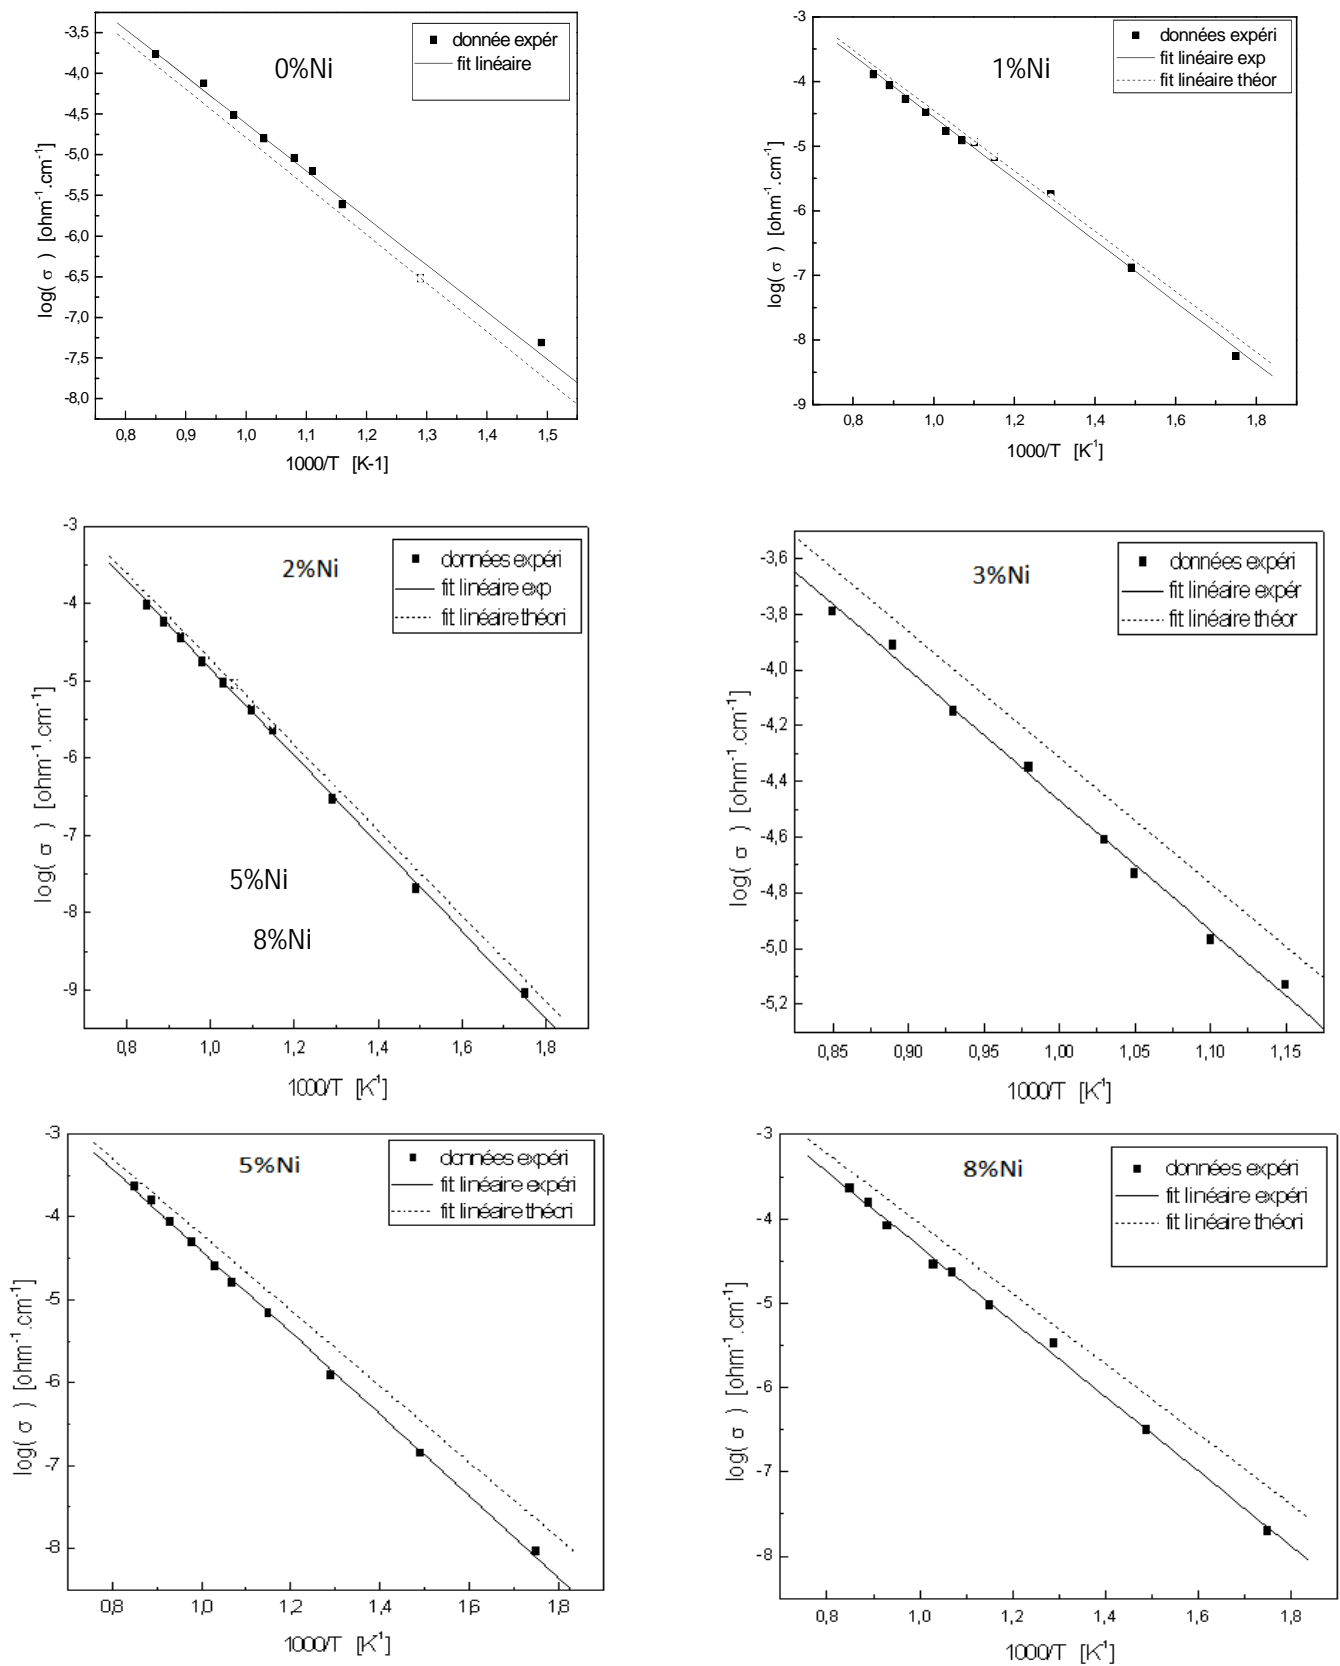 0%Ni
donnée expér
fit linéaire
-3,5
-4,0
-4,5
-5,0
-5,5
-6,0
-6,5
-7,0
-7,5
-8,0
log( σ ) [ohm-1.cm-1]
0,8 0,9 1,0 1,1 1,2 1,3 1,4 1,5
1000/T [K-1]
1%Ni
données expéri
fit linéaire exp
fit linéaire théor
-3
-4
-5
-6
-7
-8
-9
log( σ ) [ohm-1.cm-1]
0,8 1,0 1,2 1,4 1,6 1,8
1000/T [K-1]
2%Ni
données expéri
fit linéaire exp
fit linéaire théori
-3
-4
-5
-6
-7
-8
-9
log( σ ) [ohm-1.cm-1]
5%Ni
8%Ni
0,8 1,0 1,2 1,4 1,6 1,8
1000/T [K-1]
3%Ni
données expéri
fit linéaire expér
fit linéaire théor
-3,6
-3,8
-4,0
-4,2
-4,4
-4,6
-4,8
-5,0
-5,2
log( σ ) [ohm-1.cm-1]
0,85 0,90 0,95 1,00 1,05 1,10 1,15
1000/T [K-1]
5%Ni
données expéri
fit linéaire expéri
fit linéaire théori
-3
-4
-5
-6
-7
-8
log( σ ) [ohm-1.cm-1]
0,8 1,0 1,2 1,4 1,6 1,8
1000/T [K-1]
8%Ni
données expéri
fit linéaire expéri
fit linéaire théori
-3
-4
-5
-6
-7
-8
log( σ ) [ohm-1.cm-1]
0,8 1,0 1,2 1,4 1,6 1,8
1000/T [K-1]